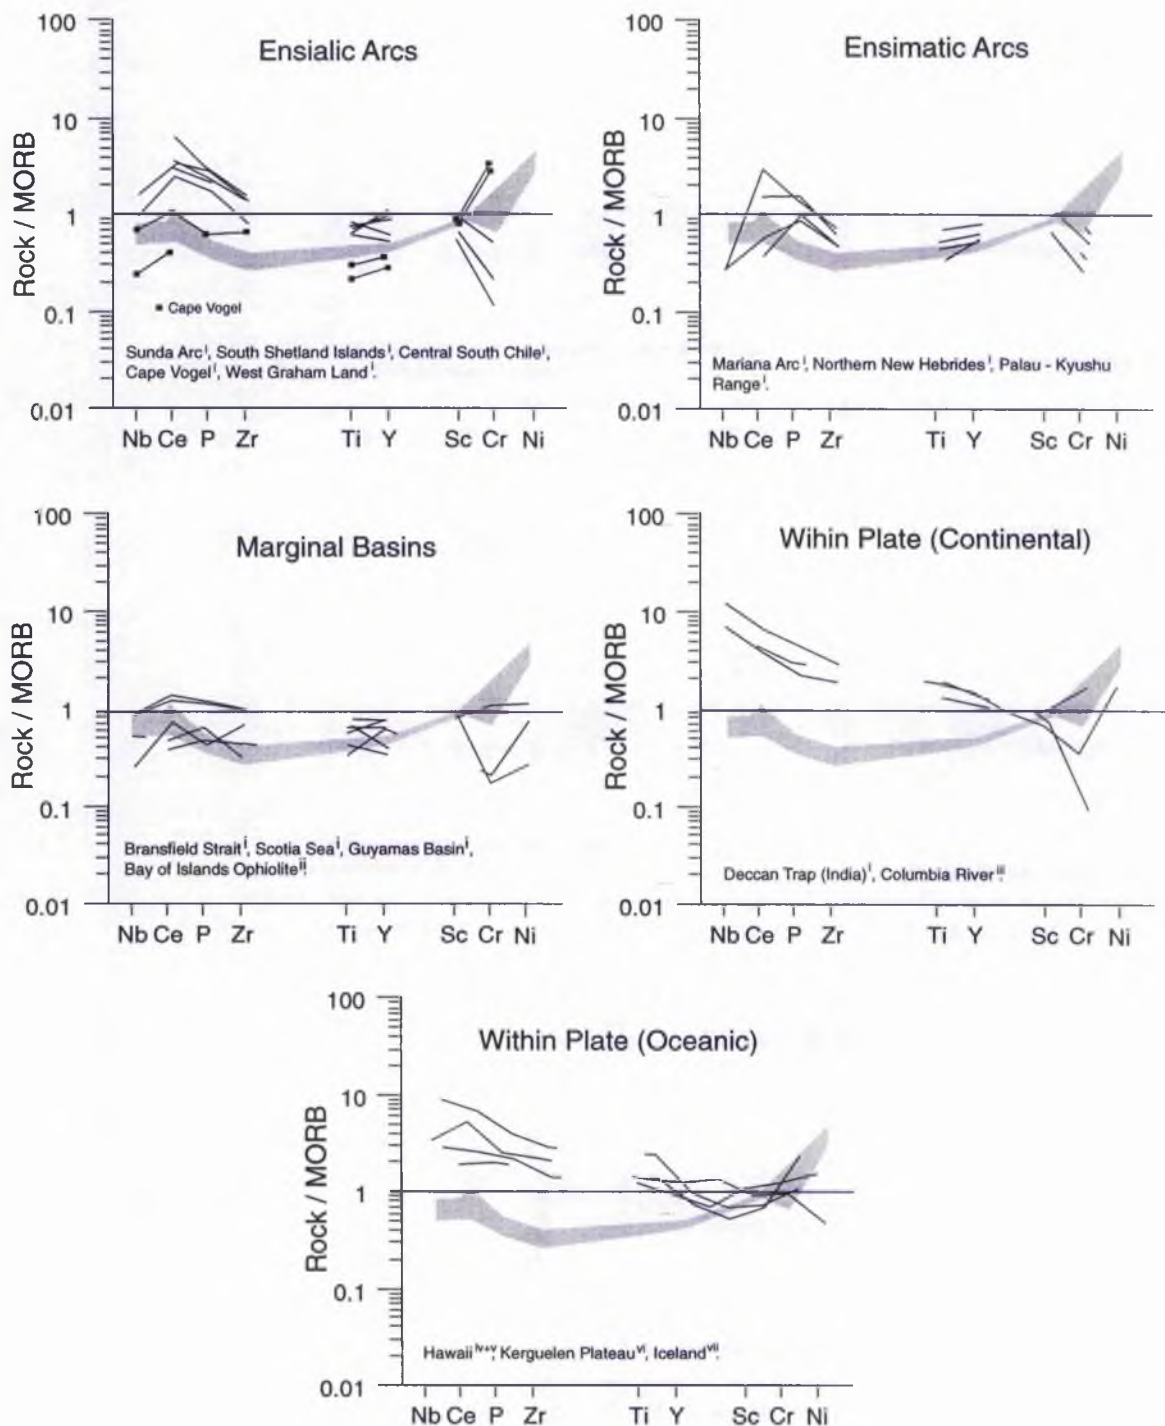 Ensialic Arcs
Rock / MORB
100
10
1
0.1
0.01
Cape Vogel
Sunda Arc i, South Shetland Islands i, Central South Chile i,
Cape Vogel i, West Graham Land i.
Nb Ce P Zr Ti Y Sc Cr Ni
Ensimatic Arcs
Rock / MORB
100
10
1
0.1
0.01
Mariana Arc i, Northern New Hebrides i, Palau - Kyushu
Range i.
Nb Ce P Zr Ti Y Sc Cr Ni
Marginal Basins
Rock / MORB
100
10
1
0.1
0.01
Bransfield Strait i, Scotia Sea i, Guyamas Basin i,
Bay of Islands Ophiolite ii.
Nb Ce P Zr Ti Y Sc Cr Ni
Wihin Plate (Continental)
Rock / MORB
100
10
1
0.1
0.01
Deccan Trap (India) i, Columbia River iii.
Nb Ce P Zr Ti Y Sc Cr Ni
Within Plate (Oceanic)
Rock / MORB
100
10
1
0.1
0.01
Hawaii iv+v, Kerguelen Plateau vi, Iceland vii.
Nb Ce P Zr Ti Y Sc Cr Ni